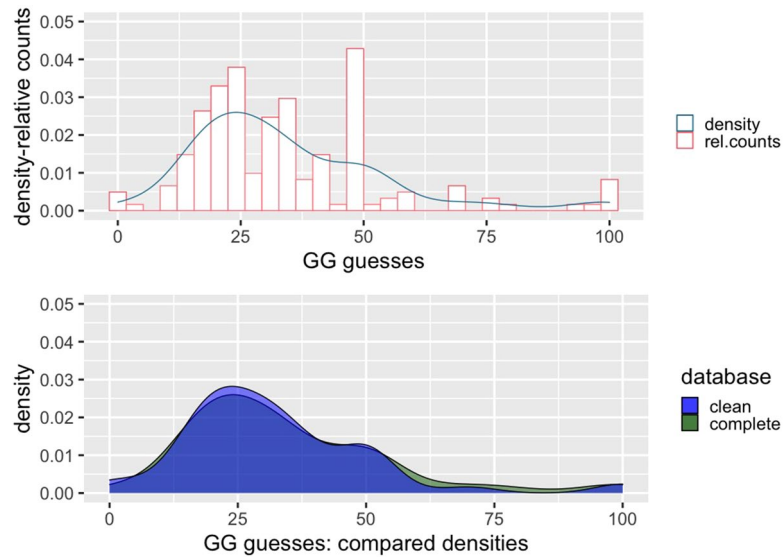 0.05
0.04
0.03
0.02
0.01
0.00
density-relative counts
0 25 50 75 100
GG guesses
density
rel.counts
0.05
0.04
0.03
0.02
0.01
0.00
density
0 25 50 75 100
GG guesses: compared densities
database
clean
complete